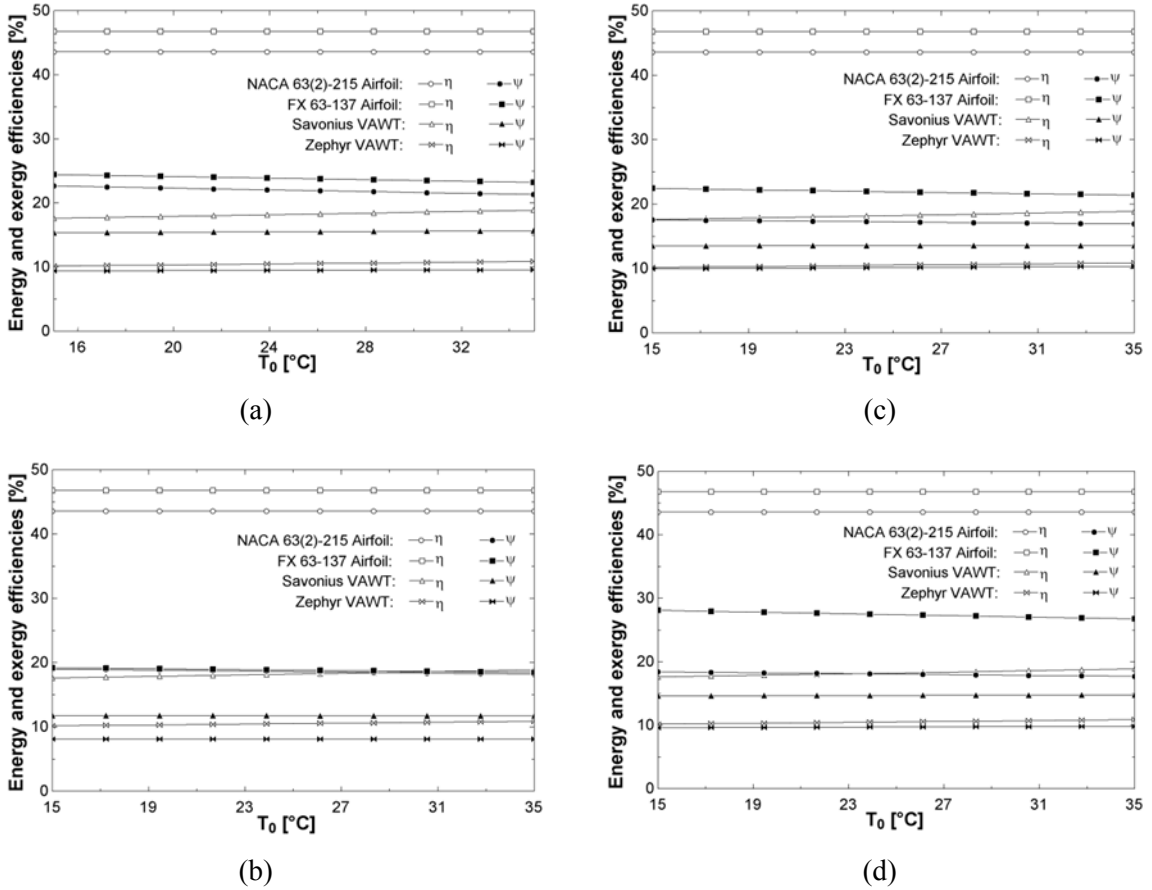 Energy and exergy efficiencies [%]
50
40
30
20
10
0
NACA 63(2)-215 Airfoil: η ψ
FX 63-137 Airfoil: η ψ
Savonius VAWT: η ψ
Zephyr VAWT: η ψ
16 20 24 28 32
T0 [°C]
(a)
Energy and exergy efficiencies [%]
50
40
30
20
10
0
NACA 63(2)-215 Airfoil: η ψ
FX 63-137 Airfoil: η ψ
Savonius VAWT: η ψ
Zephyr VAWT: η ψ
15 19 23 27 31 35
T0 [°C]
(c)
Energy and exergy efficiencies [%]
50
40
30
20
10
0
NACA 63(2)-215 Airfoil: η ψ
FX 63-137 Airfoil: η ψ
Savonius VAWT: η ψ
Zephyr VAWT: η ψ
15 19 23 27 31 35
T0 [°C]
(b)
Energy and exergy efficiencies [%]
50
40
30
20
10
0
NACA 63(2)-215 Airfoil: η ψ
FX 63-137 Airfoil: η ψ
Savonius VAWT: η ψ
Zephyr VAWT: η ψ
15 19 23 27 31 35
T0 [°C]
(d)